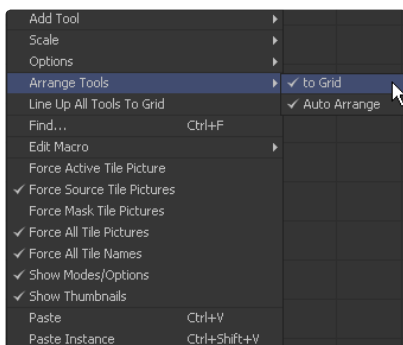 Add Tool
Scale
Options
Arrange Tools
to Grid
Auto Arrange
Line Up All Tools To Grid
Find... Ctrl+F
Edit Macro
Force Active Tile Picture
Force Source Tile Pictures
Force Mask Tile Pictures
Force All Tile Pictures
Force All Tile Names
Show Modes/Options
Show Thumbnails
Paste Ctrl+V
Paste Instance Ctrl+Shift+V